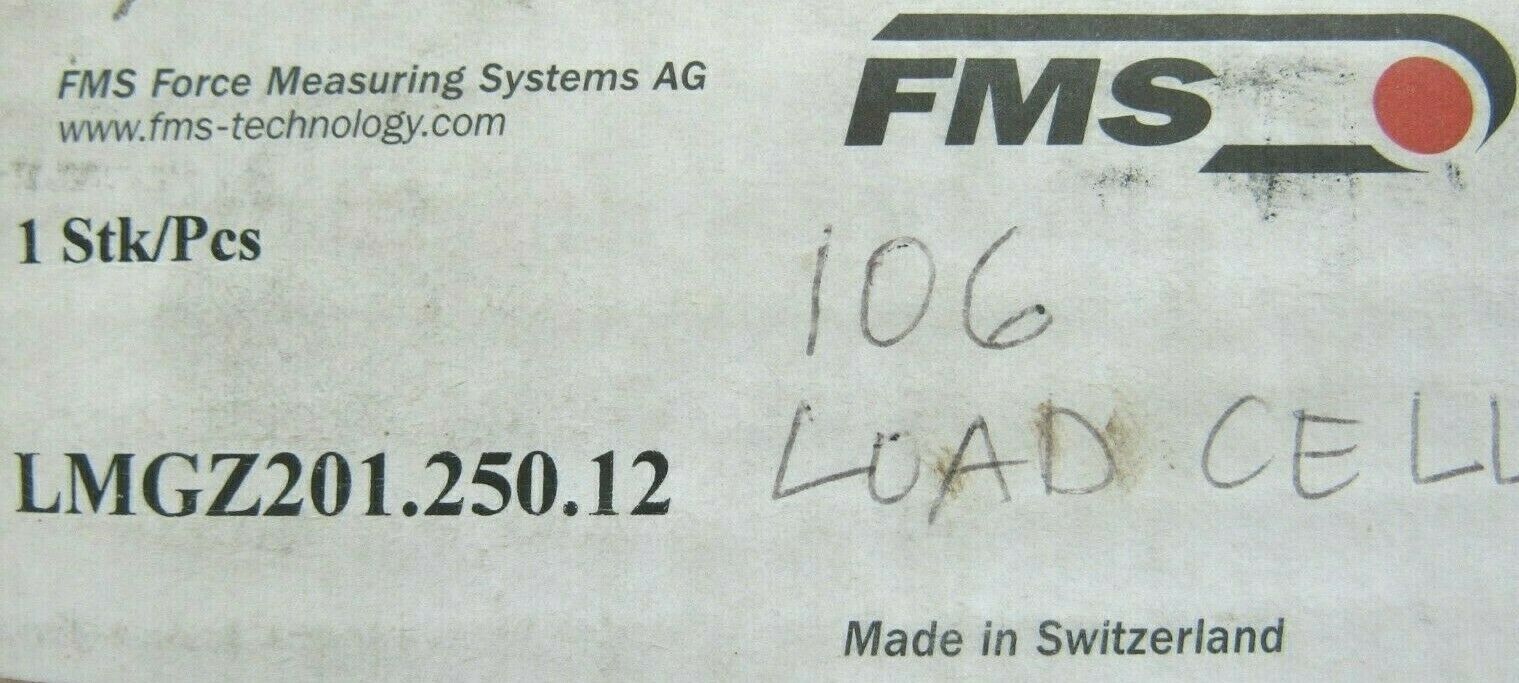 FMS Force Measuring Systems AG
www.fms-technology.com
FMS
1 Stk/Pcs
106
LMGZ201.250.12
LOAD CELL
Made in Switzerland